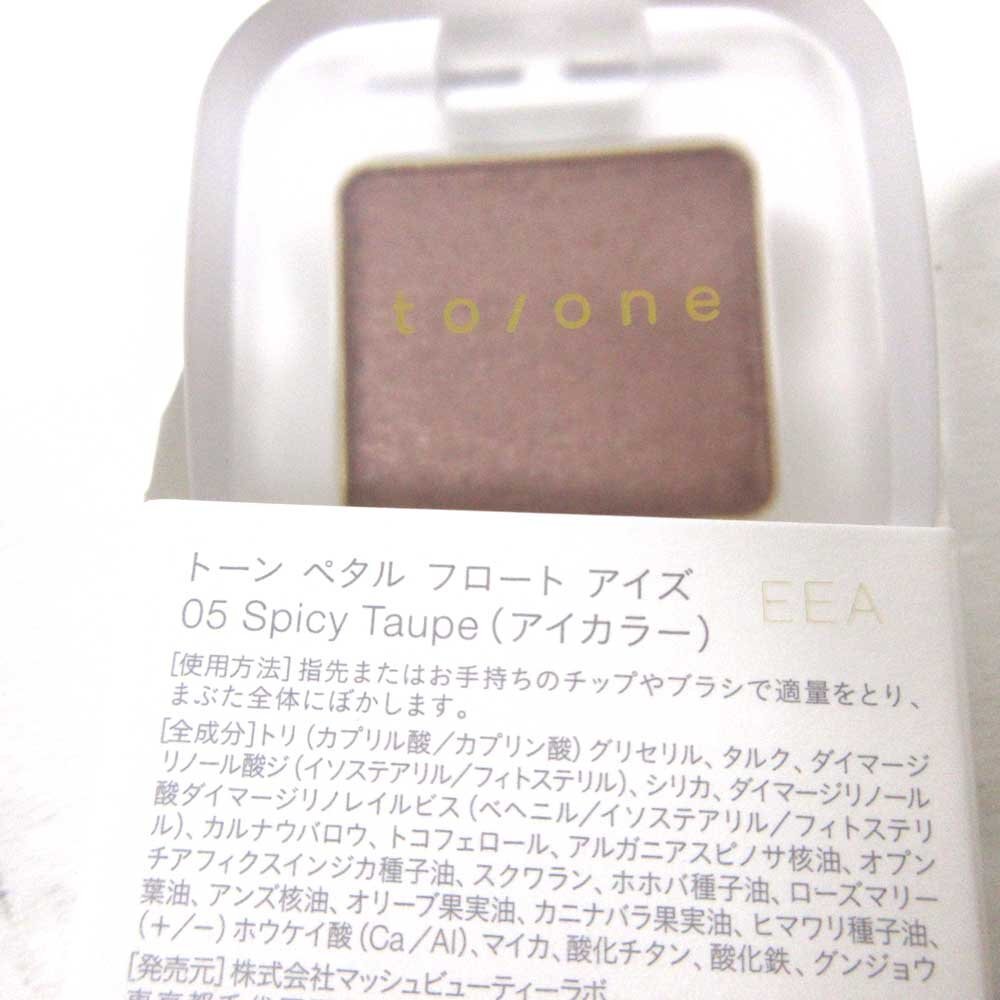 to/one
トーン ペタル フロート アイズ
EEA
05 Spicy Taupe(アイカラー)
[使用方法]指先またはお手持ちのチップやブラシで適量をとり、
まぶた全体にぼかします。
[全成分]トリ(カプリル酸/カプリン酸)グリセリル、タルク、ダイマージ
リノール酸ジ(イソステアリル/フィトステリル)、シリカ、ダイマージリノール
酸ダイマージリノレイルビス(ベヘニル/イソステアリル/フィトステリ
ル)、カルナウバロウ、トコフェロール、アルガニアスピノサ核油、オプン
チアフィクスインジカ種子油、スクワラン、ホホバ種子油、ローズマリー
葉油、アンズ核油、オリーブ果実油、カニナバラ果実油、ヒマワリ種子油、
(+/−)ホウケイ酸(Ca/Al)、マイカ、酸化チタン、酸化鉄、グンジョウ
[発売元]株式会社マッシュビューティーラボ